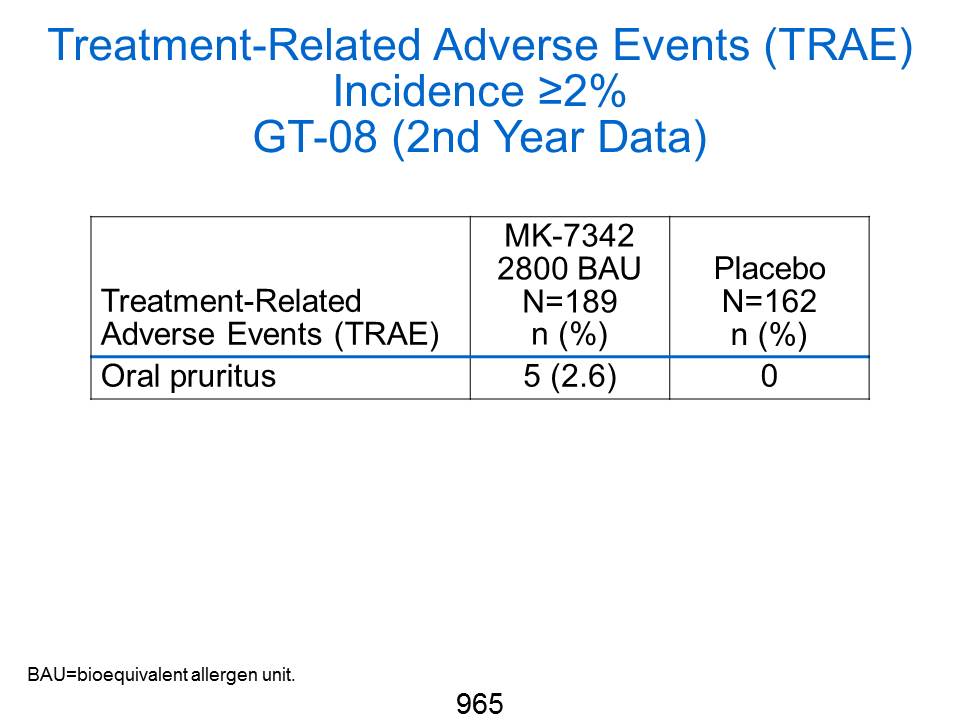 Treatment-Related Adverse Events (TRAE)
Incidence ≥2%
GT-08 (2nd Year Data)
Treatment-Related
Adverse Events (TRAE)
MK-7342
2800 BAU
N=189
n (%)
Placebo
N=162
n (%)
Oral pruritus
5 (2.6)
0
BAU=bioequivalent allergen unit.
965